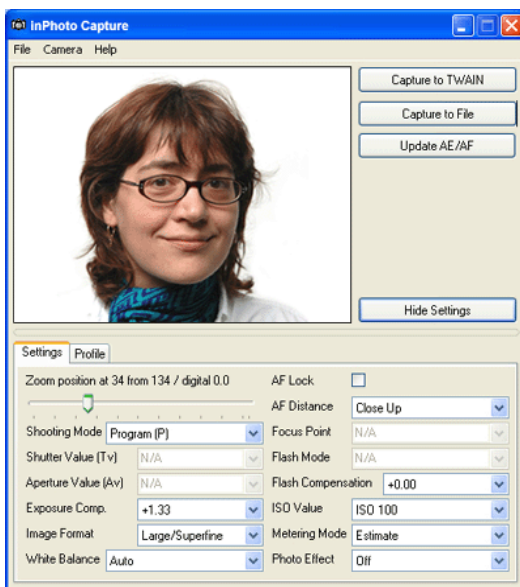 inPhoto Capture
File Camera Help
Capture to TWAIN
Capture to File
Update AE/AF
Hide Settings
Settings Profile
Zoom position at 34 from 134 / digital 0.0
AF Lock
AF Distance Close Up
Shooting Mode Program (P)
Focus Point N/A
Shutter Value (Tv) N/A
Flash Mode N/A
Aperture Value (Av) N/A
Flash Compensation +0.00
Exposure Comp. +1.33
ISO Value ISO 100
Image Format Large/Superfine
Metering Mode Estimate
White Balance Auto
Photo Effect Off